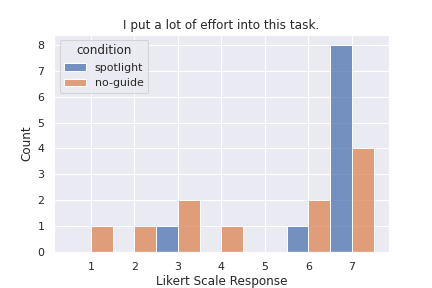 I put a lot of effort into this task.
condition
spotlight
no-guide
8
7
6
5
4
3
2
1
0
Count
1 2 3 4 5 6 7
Likert Scale Response